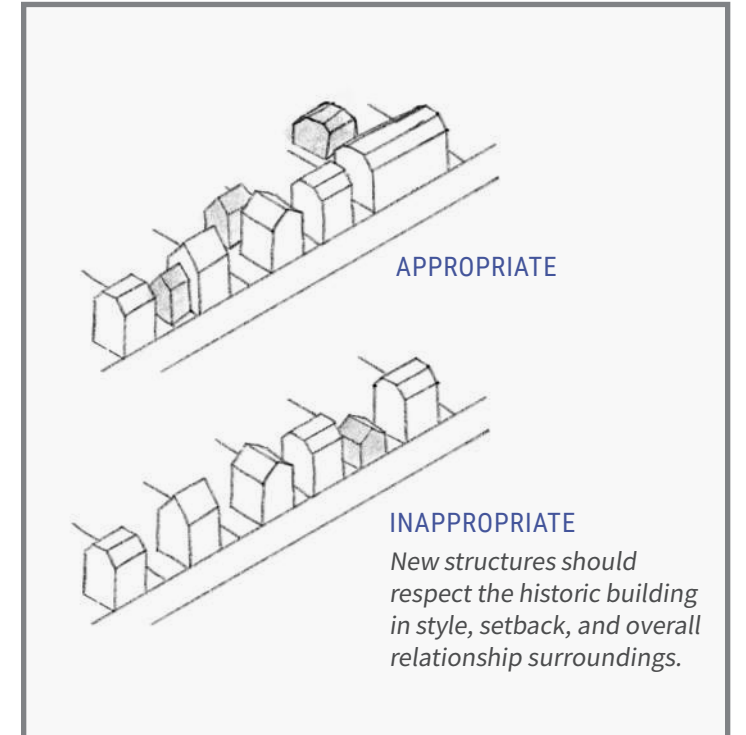 APPROPRIATE
INAPPROPRIATE
New structures should
respect the historic building
in style, setback, and overall
relationship surroundings.